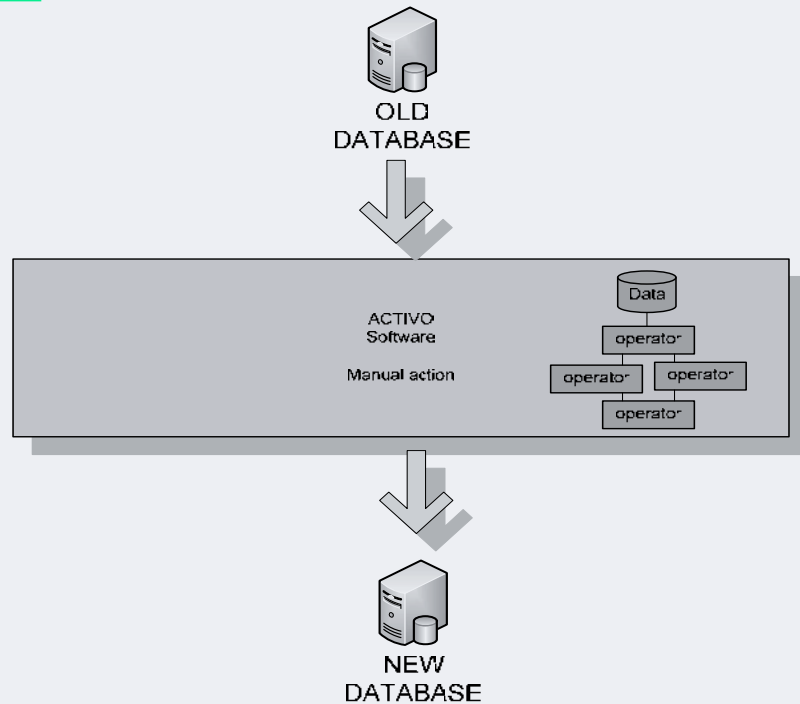 OLD
DATABASE
ACTIVO
Software
Manual action
Data
operator
operator
operator
operator
NEW
DATABASE